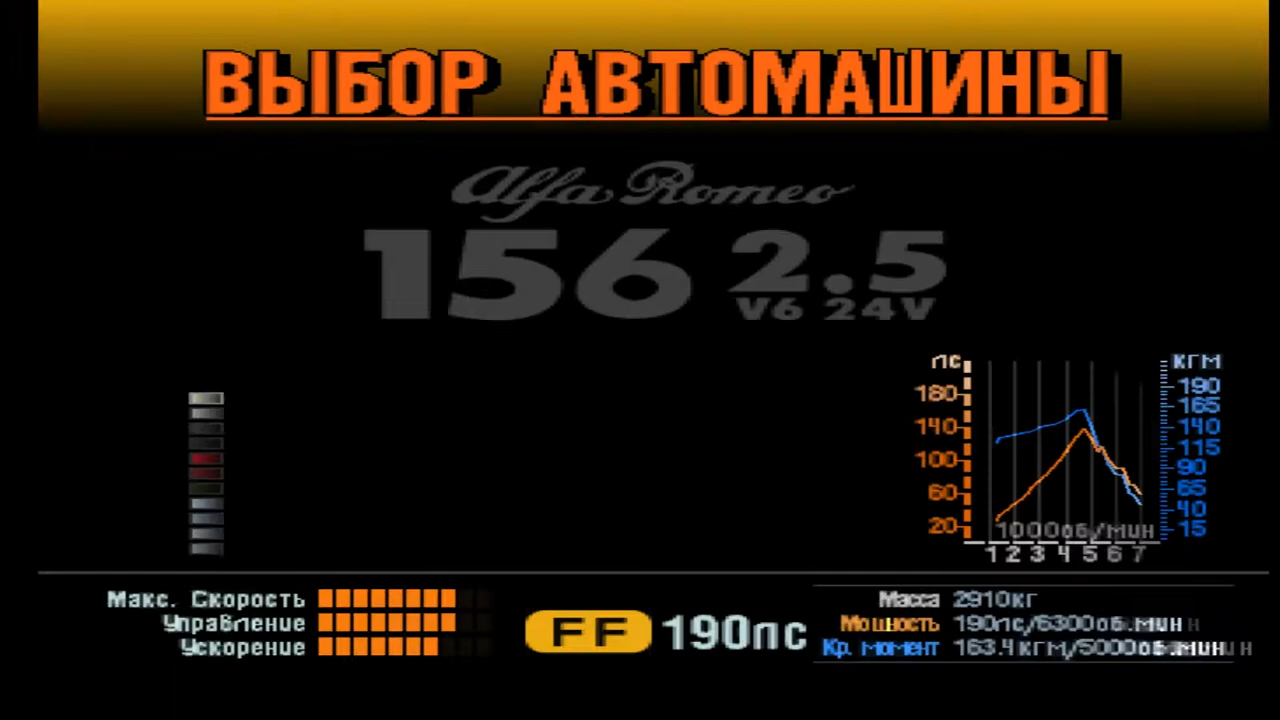 ВЫБОР АВТОМАШИНЫ
Alfa Romeo
156 2.5
V6 24V
лс кгм
180
140
100
60
20
190
165
140
115
90
65
40
15
1000об/мин
1 2 3 4 5 6 7
Макс. Скорость
Управление
Ускорение
FF 190лс
Масса 2910кг
Мощность 190лс/6300об.мин
Кр. момент 163.4кгм/5000об.мин